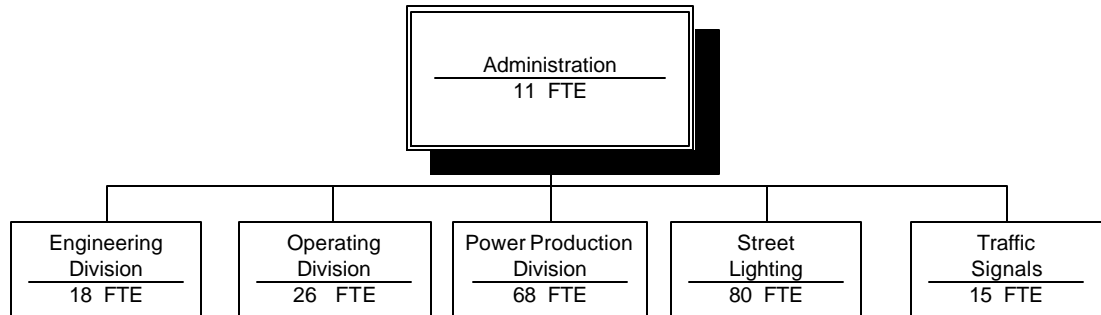 Administration
11 FTE
Engineering
Division
18 FTE
Operating
Division
26 FTE
Power Production
Division
68 FTE
Street
Lighting
80 FTE
Traffic
Signals
15 FTE